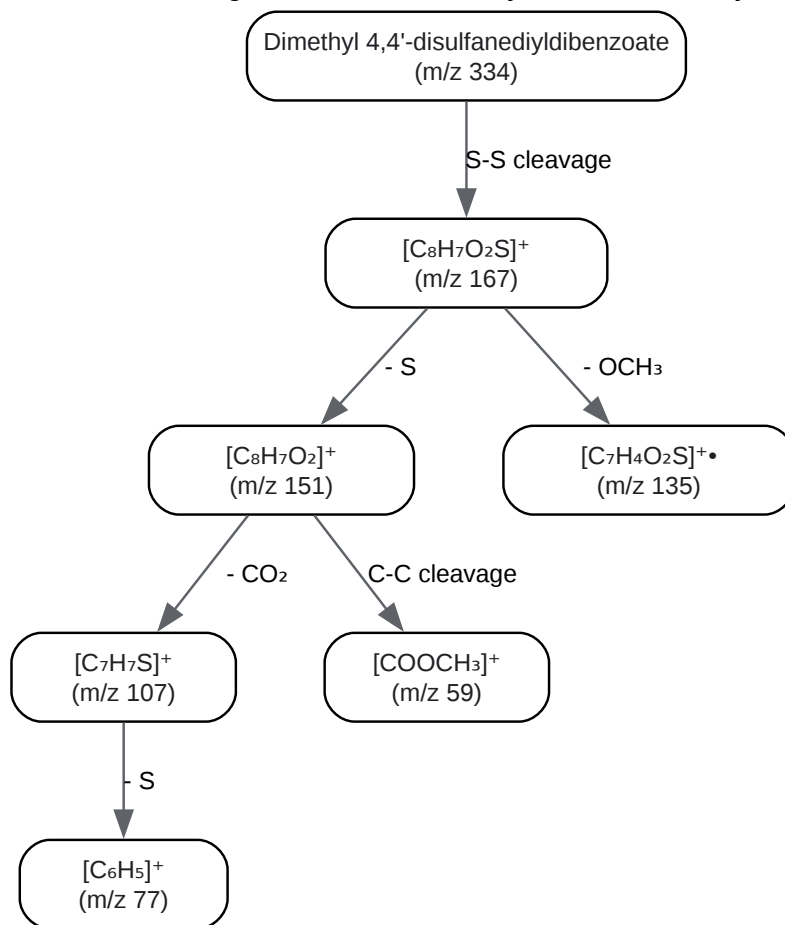 Dimethyl 4,4'-disulfanediyldibenzoate
(m/z 334)
S-S cleavage
[C₈H₇O₂S]⁺
(m/z 167)
- S
- OCH₃
[C₈H₇O₂]⁺
(m/z 151)
[C₇H₄O₂S]⁺•
(m/z 135)
- CO₂
C-C cleavage
[C₇H₇S]⁺
(m/z 107)
[COOCH₃]⁺
(m/z 59)
- S
[C₆H₅]⁺
(m/z 77)